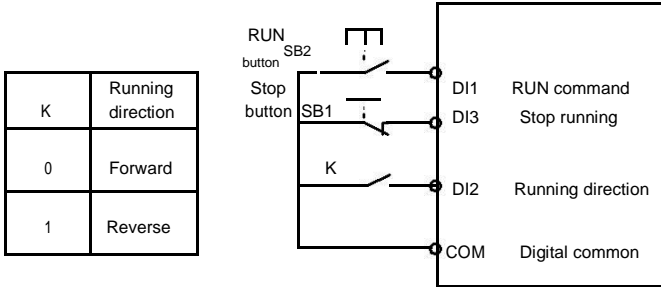 K
Running
direction
0 Forward
1 Reverse
RUN
button SB2
Stop
button SB1
K
DI1 RUN command
DI3 Stop running
DI2 Running direction
COM Digital common